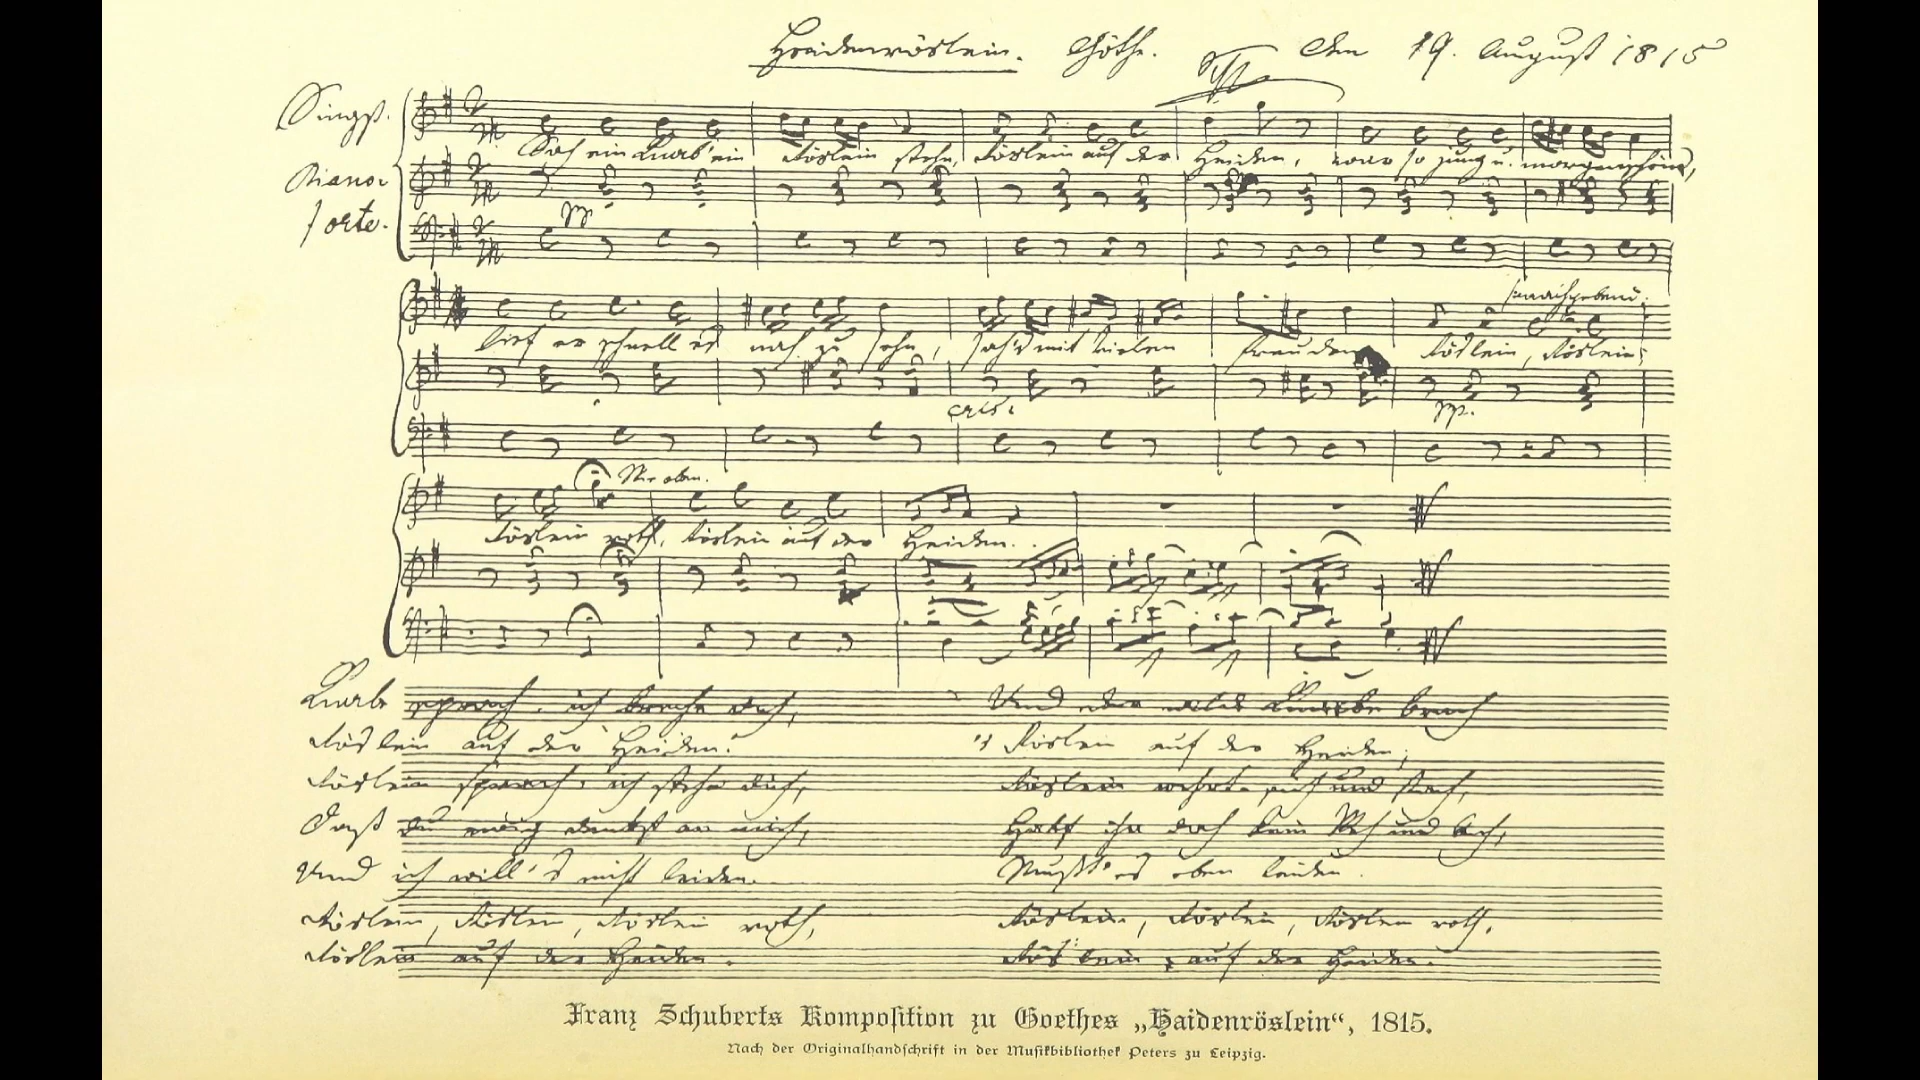 Haidenröslein. Göthe. Den 19. August 1815
Singst.
Sah ein Knab' ein Röslein stehn, Röslein auf der Heiden, war so jung u. morgenschön,
Piano-
forte.
pp
nachgebend
lief er schnell es nah zu sehn, sah's mit vielen Freuden Röslein, Röslein,
cresc.
pp.
Wie oben.
Röslein roth, Röslein auf der Heiden.
Knabe sprach: ich breche dich,
Röslein auf der Heiden.
Röslein sprach: ich steche dich,
Daß du ewig denkst an mich,
Und ich will's nicht leiden.
Röslein, Röslein, Röslein roth,
Röslein auf der Heiden.
Und der wilde Knabe brach
's Röslein auf der Heiden;
Röslein wehrte sich und stach,
Half ihr doch kein Weh und Ach,
Mußt' es eben leiden.
Röslein, Röslein, Röslein roth,
Röslein auf der Heiden.
Franz Schuberts Komposition zu Goethes „Haidenröslein“, 1815.
Nach der Originalhandschrift in der Musikbibliothek Peters zu Leipzig.